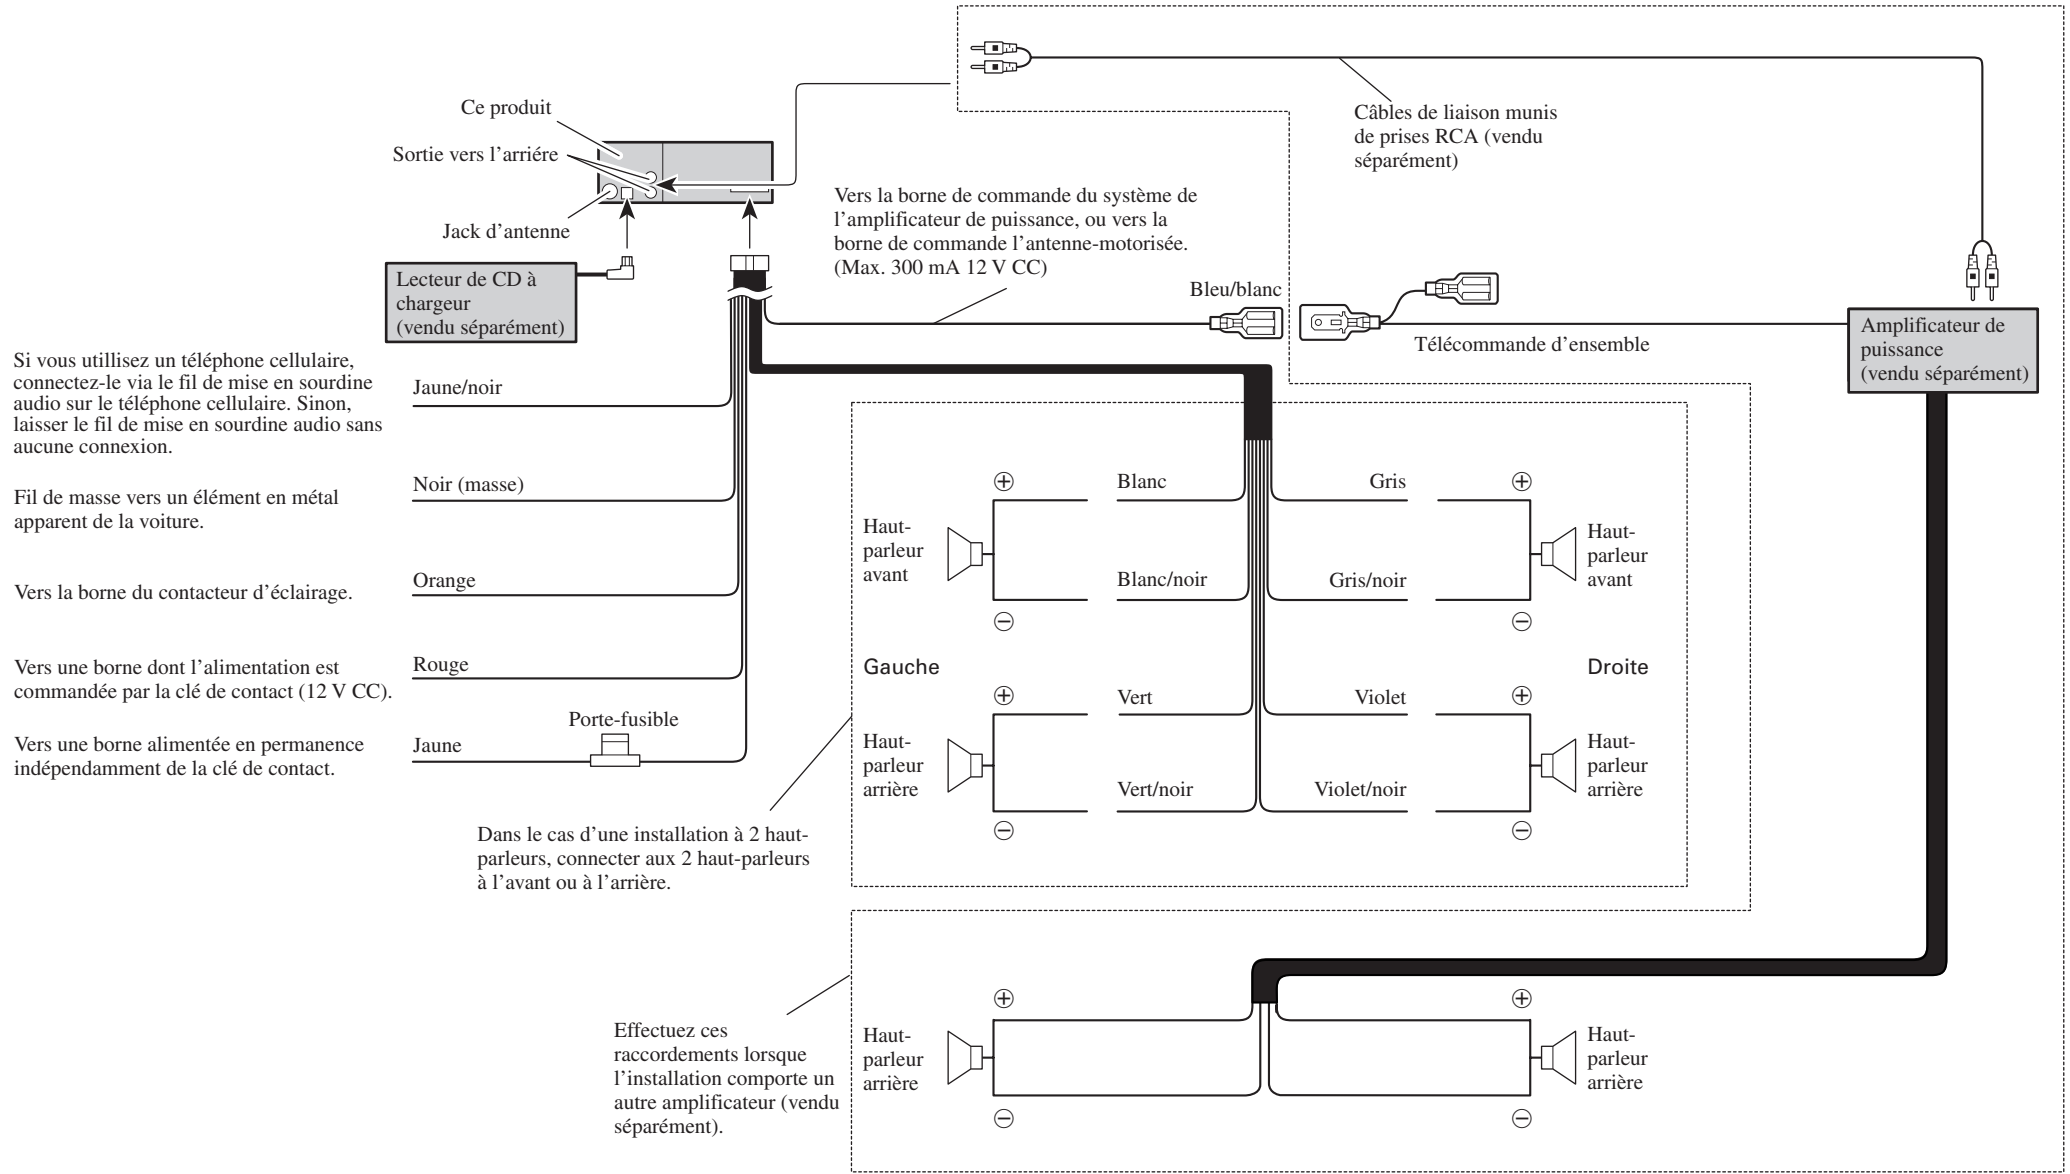 Ce produit
Sortie vers l'arriére
Jack d'antenne
Lecteur de CD à
chargeur
(vendu séparément)
Câbles de liaison munis
de prises RCA (vendu
séparément)
Vers la borne de commande du système de
l'amplificateur de puissance, ou vers la
borne de commande l'antenne-motorisée.
(Max. 300 mA 12 V CC)
Bleu/blanc
Télécommande d'ensemble
Amplificateur de
puissance
(vendu séparément)
Si vous utillisez un téléphone cellulaire,
connectez-le via le fil de mise en sourdine
audio sur le téléphone cellulaire. Sinon,
laisser le fil de mise en sourdine audio sans
aucune connexion.
Jaune/noir
Fil de masse vers un élément en métal
apparent de la voiture.
Noir (masse)
Vers la borne du contacteur d'éclairage.
Orange
Vers une borne dont l'alimentation est
commandée par la clé de contact (12 V CC).
Rouge
Vers une borne alimentée en permanence
indépendamment de la clé de contact.
Jaune
Porte-fusible
Dans le cas d'une installation à 2 haut-
parleurs, connecter aux 2 haut-parleurs
à l'avant ou à l'arrière.
+
Blanc
Gris
+
Haut-
parleur
avant
Haut-
parleur
avant
Blanc/noir
Gris/noir
−
−
Gauche
Droite
+
Vert
Violet
+
Haut-
parleur
arrière
Haut-
parleur
arrière
Vert/noir
Violet/noir
−
−
Effectuez ces
raccordements lorsque
l'installation comporte un
autre amplificateur (vendu
séparément).
+
+
Haut-
parleur
arrière
Haut-
parleur
arrière
−
−